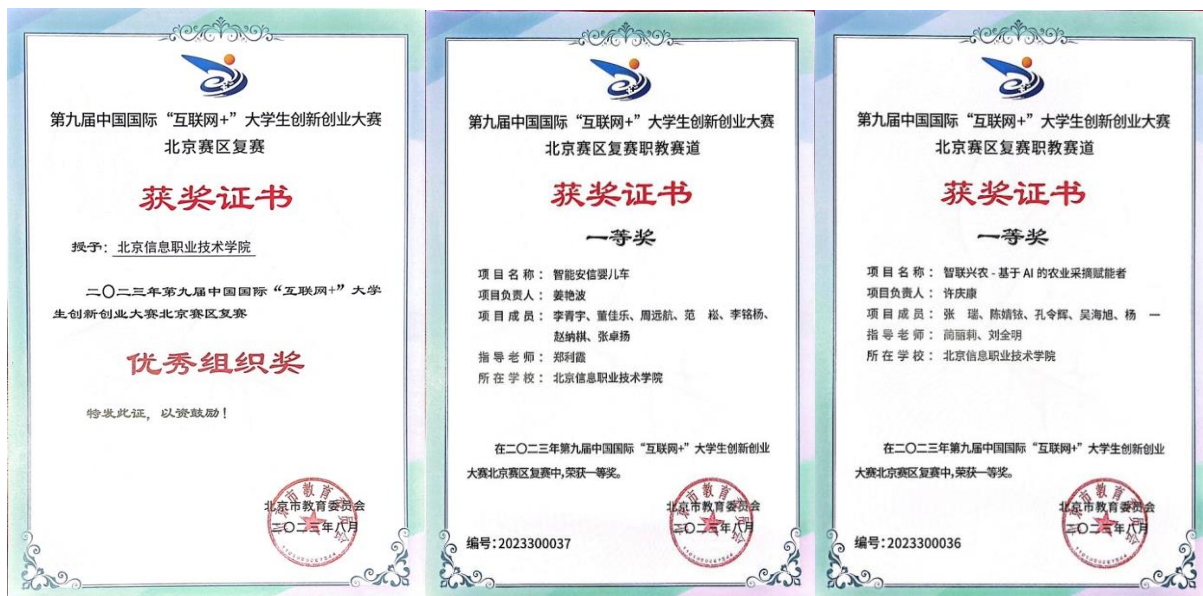 第九届中国国际“互联网+”大学生创新创业大赛
北京赛区复赛
获奖证书
授予：北京信息职业技术学院
二〇二三年第九届中国国际“互联网+”大学
生创新创业大赛北京赛区复赛
优秀组织奖
特发此证，以资鼓励！
北京市教育委员会
二〇二三年八月
第九届中国国际“互联网+”大学生创新创业大赛
北京赛区复赛职教赛道
获奖证书
一等奖
项目名称：智能安信婴儿车
项目负责人：姜艳波
项目成员：李青宇、董佳乐、周远航、范 崧、李铭杨、
赵纳棋、张卓扬
指导老师：郑利霞
所在学校：北京信息职业技术学院
在二〇二三年第九届中国国际“互联网+”大学生创新创业
大赛北京赛区复赛中,荣获一等奖。
北京市教育委员会
二〇二三年八月
编号:2023300037
第九届中国国际“互联网+”大学生创新创业大赛
北京赛区复赛职教赛道
获奖证书
一等奖
项目名称：智联兴农-基于 AI 的农业采摘赋能者
项目负责人：许庆康
项目成员：张 瑞、陈婧铱、孔令辉、吴海旭、杨 一
指导老师：蔄丽莉、刘全明
所在学校：北京信息职业技术学院
在二〇二三年第九届中国国际“互联网+”大学生创新创业
大赛北京赛区复赛中,荣获一等奖。
北京市教育委员会
二〇二三年八月
编号:2023300036